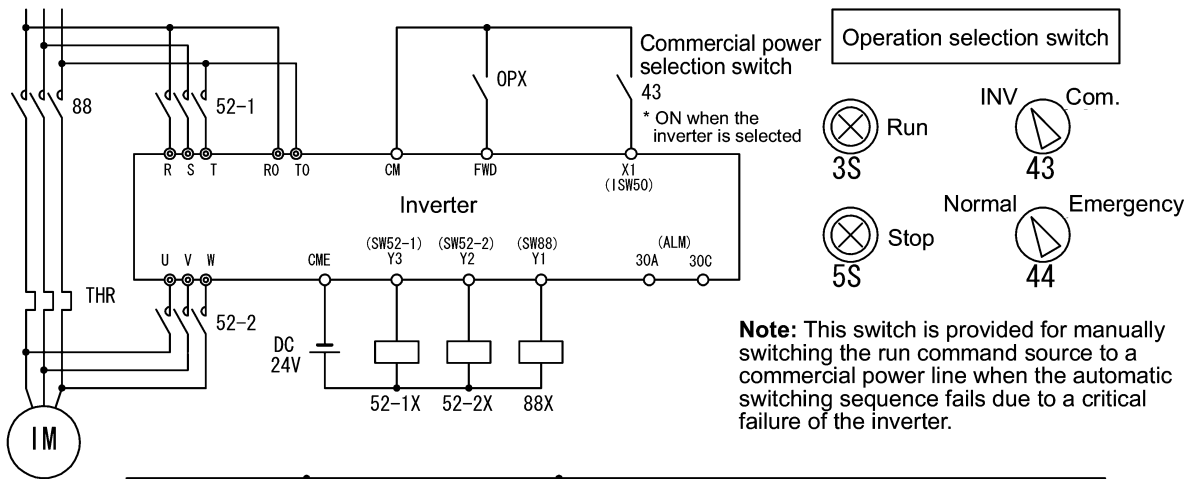 Commercial power
selection switch
Operation selection switch
88
52-1
OPX
43
* ON when the
inverter is selected
INV
Com.
Run
3S
43
R S T R0 T0 CM FWD X1
(ISW50)
Inverter
Normal
Emergency
Stop
5S
44
(SW52-1) (SW52-2) (SW88) (ALM)
U V W CME Y3 Y2 Y1 30A 30C
THR
52-2
DC
24V
52-1X 52-2X 88X
IM
Note: This switch is provided for manually
switching the run command source to a
commercial power line when the automatic
switching sequence fails due to a critical
failure of the inverter.